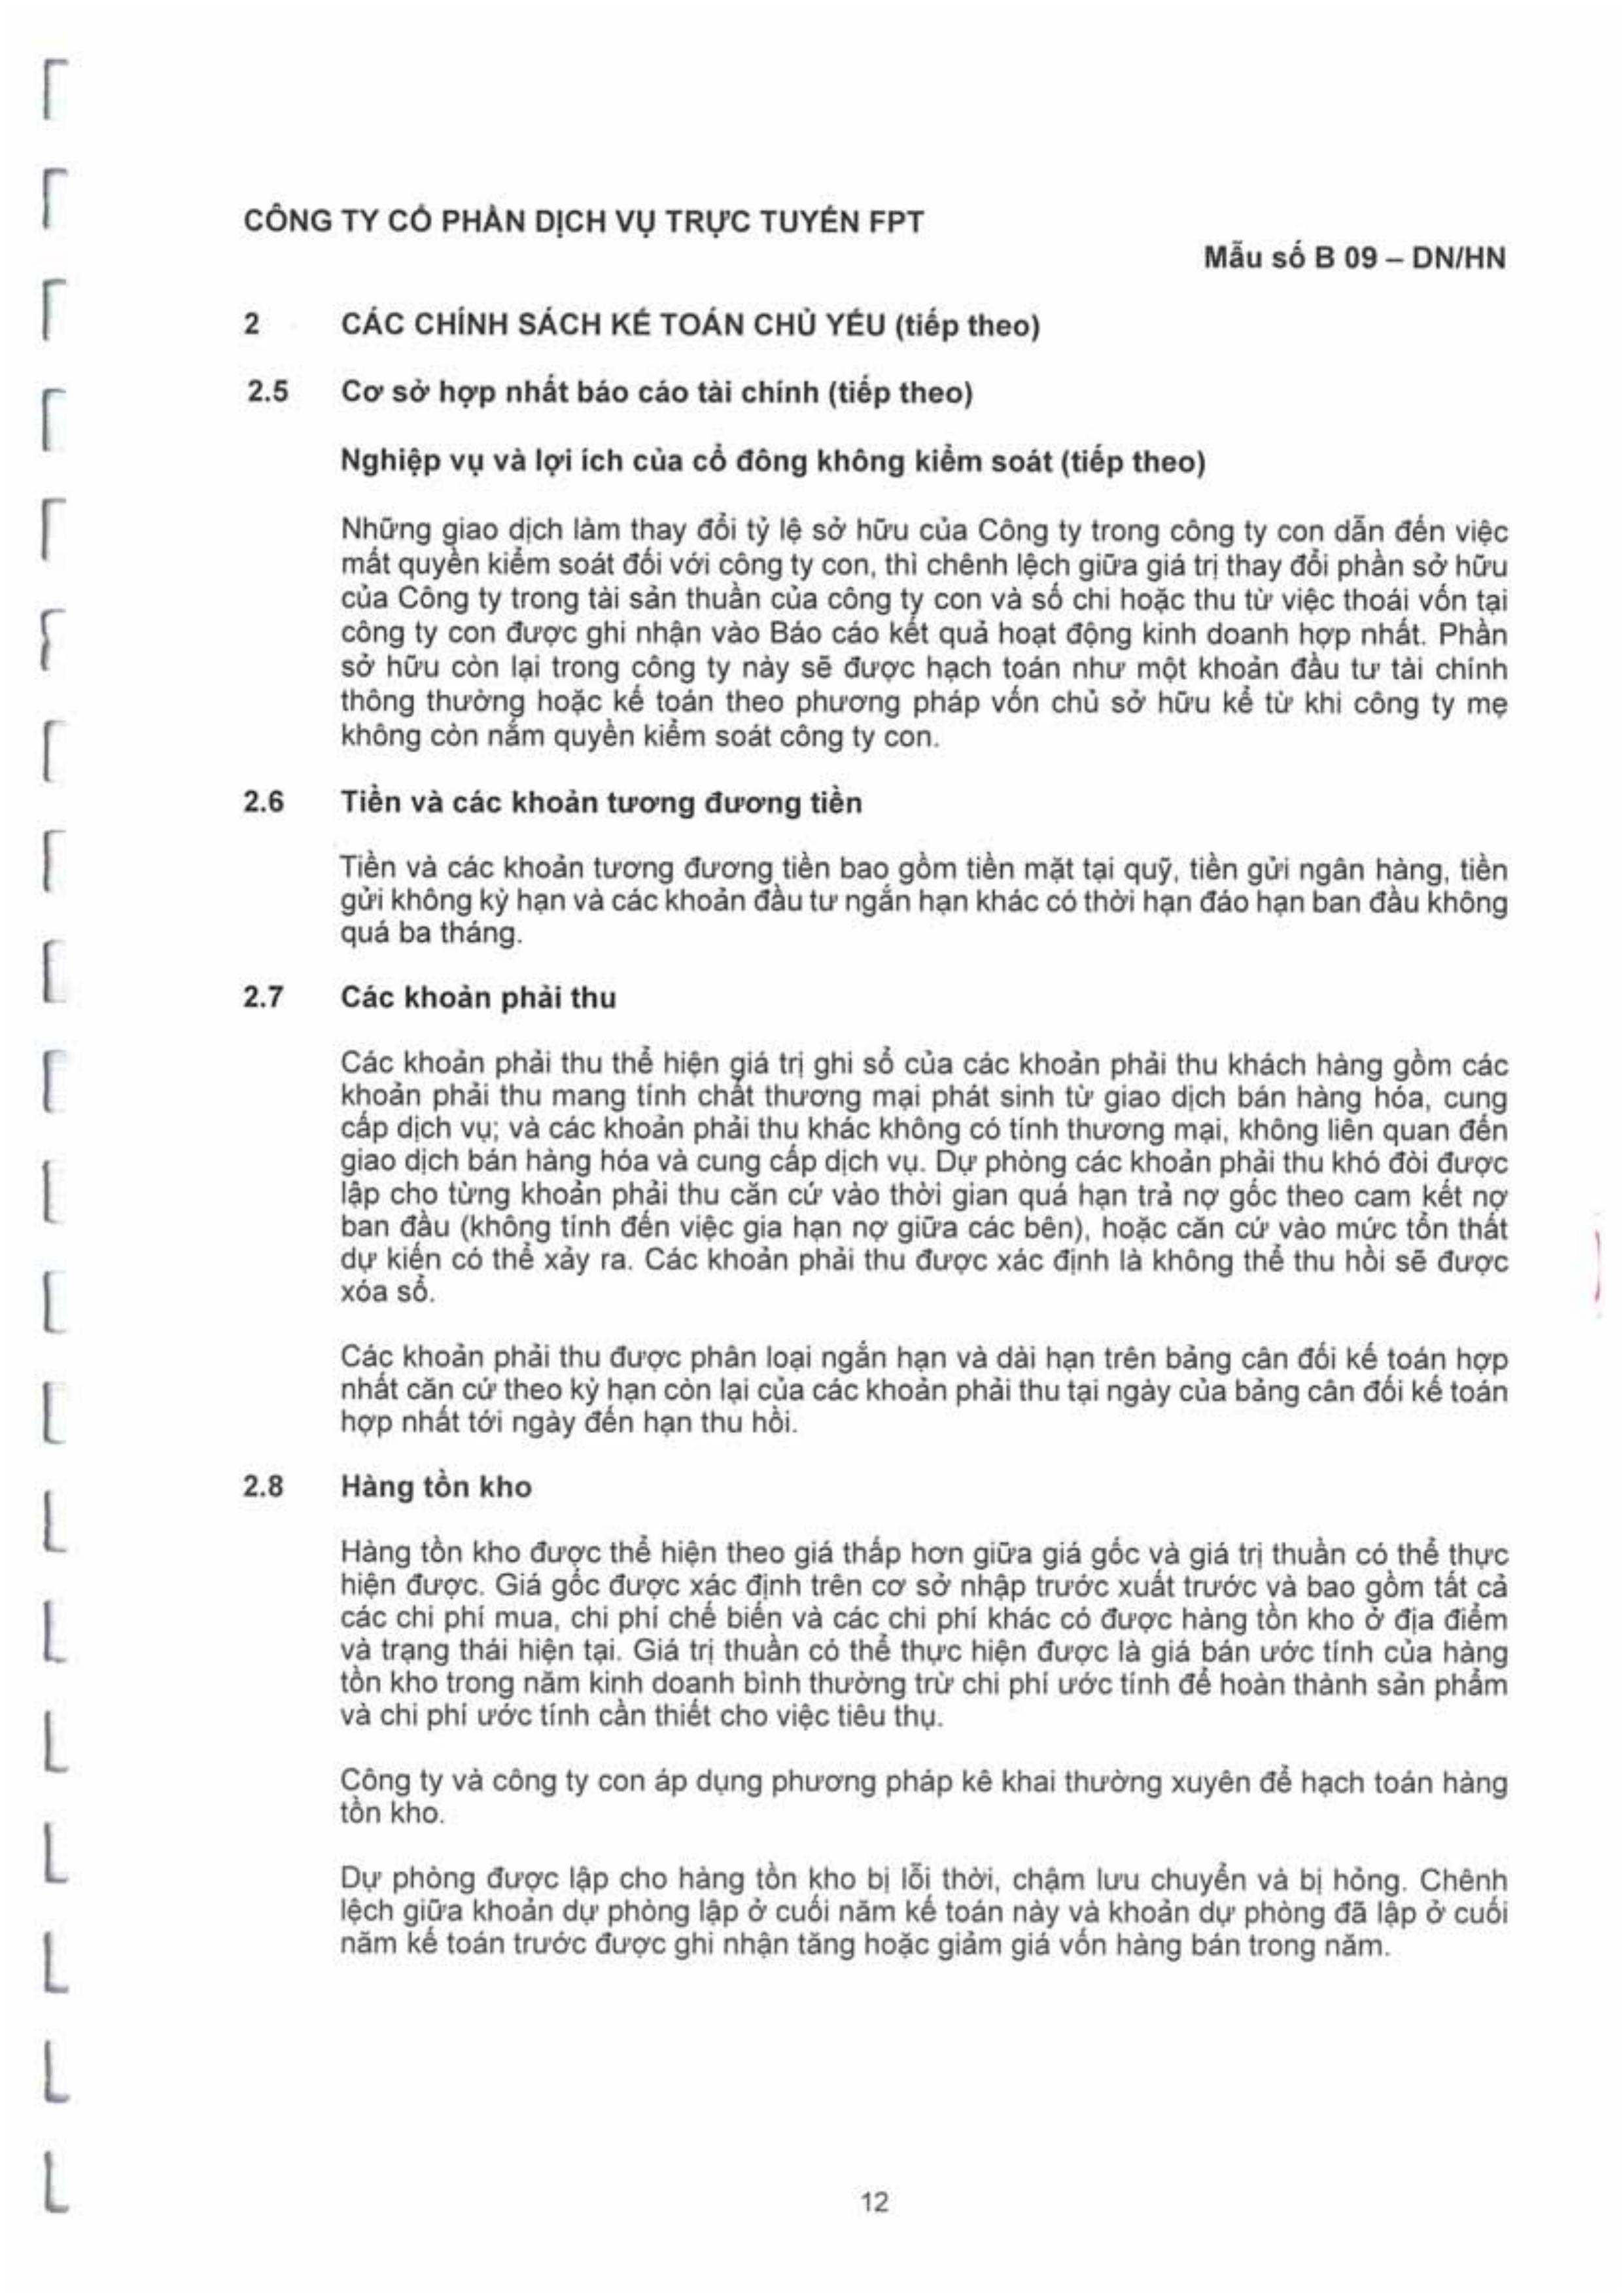 CÔNG TY CỔ PHẦN DỊCH VỤ TRỰC TUYẾN FPT
Mẫu số B 09 – DN/HN
2 CÁC CHÍNH SÁCH KẾ TOÁN CHỦ YẾU (tiếp theo)
2.5 Cơ sở hợp nhất báo cáo tài chính (tiếp theo)
Nghiệp vụ và lợi ích của cổ đông không kiểm soát (tiếp theo)
Những giao dịch làm thay đổi tỷ lệ sở hữu của Công ty trong công ty con dẫn đến việc
mất quyền kiểm soát đối với công ty con, thì chênh lệch giữa giá trị thay đổi phần sở hữu
của Công ty trong tài sản thuần của công ty con và số chi hoặc thu từ việc thoái vốn tại
công ty con được ghi nhận vào Báo cáo kết quả hoạt động kinh doanh hợp nhất. Phần
sở hữu còn lại trong công ty này sẽ được hạch toán như một khoản đầu tư tài chính
thông thường hoặc kế toán theo phương pháp vốn chủ sở hữu kể từ khi công ty mẹ
không còn nắm quyền kiểm soát công ty con.
2.6 Tiền và các khoản tương đương tiền
Tiền và các khoản tương đương tiền bao gồm tiền mặt tại quỹ, tiền gửi ngân hàng, tiền
gửi không kỳ hạn và các khoản đầu tư ngắn hạn khác có thời hạn đáo hạn ban đầu không
quá ba tháng.
2.7 Các khoản phải thu
Các khoản phải thu thể hiện giá trị ghi sổ của các khoản phải thu khách hàng gồm các
khoản phải thu mang tính chất thương mại phát sinh từ giao dịch bán hàng hóa, cung
cấp dịch vụ; và các khoản phải thu khác không có tính thương mại, không liên quan đến
giao dịch bán hàng hóa và cung cấp dịch vụ. Dự phòng các khoản phải thu khó đòi được
lập cho từng khoản phải thu căn cứ vào thời gian quá hạn trả nợ gốc theo cam kết nợ
ban đầu (không tính đến việc gia hạn nợ giữa các bên), hoặc căn cứ vào mức tổn thất
dự kiến có thể xảy ra. Các khoản phải thu được xác định là không thể thu hồi sẽ được
xóa sổ.
Các khoản phải thu được phân loại ngắn hạn và dài hạn trên bảng cân đối kế toán hợp
nhất căn cứ theo kỳ hạn còn lại của các khoản phải thu tại ngày của bảng cân đối kế toán
hợp nhất tới ngày đến hạn thu hồi.
2.8 Hàng tồn kho
Hàng tồn kho được thể hiện theo giá thấp hơn giữa giá gốc và giá trị thuần có thể thực
hiện được. Giá gốc được xác định trên cơ sở nhập trước xuất trước và bao gồm tất cả
các chi phí mua, chi phí chế biến và các chi phí khác có được hàng tồn kho ở địa điểm
và trạng thái hiện tại. Giá trị thuần có thể thực hiện được là giá bán ước tính của hàng
tồn kho trong năm kinh doanh bình thường trừ chi phí ước tính để hoàn thành sản phẩm
và chi phí ước tính cần thiết cho việc tiêu thụ.
Công ty và công ty con áp dụng phương pháp kê khai thường xuyên để hạch toán hàng
tồn kho.
Dự phòng được lập cho hàng tồn kho bị lỗi thời, chậm lưu chuyển và bị hỏng. Chênh
lệch giữa khoản dự phòng lập ở cuối năm kế toán này và khoản dự phòng đã lập ở cuối
năm kế toán trước được ghi nhận tăng hoặc giảm giá vốn hàng bán trong năm.
12